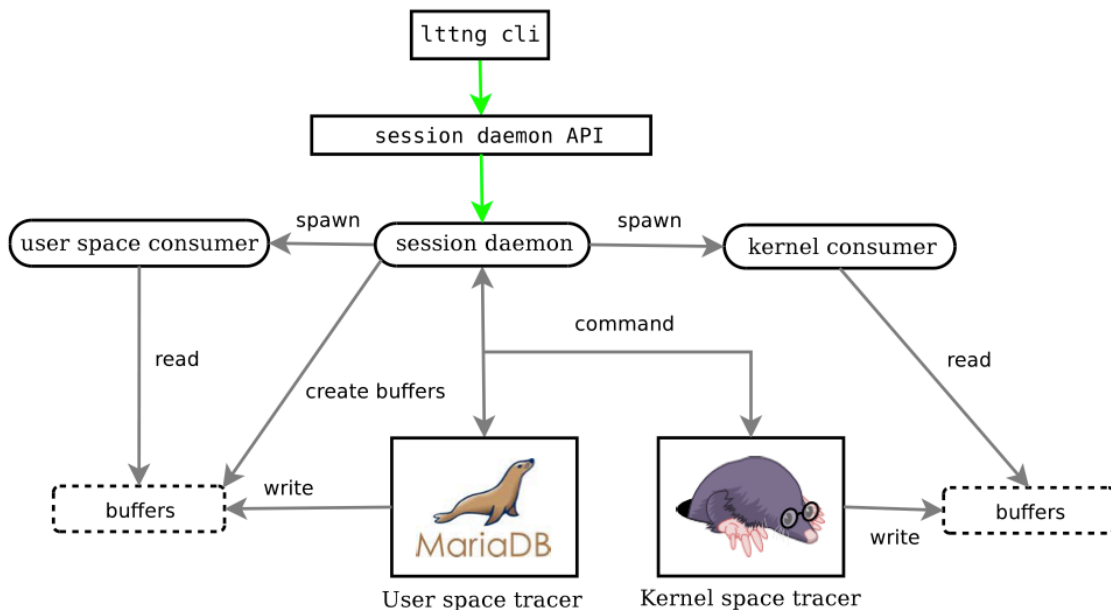 lttng cli
session daemon API
spawn
spawn
user space consumer
session daemon
kernel consumer
command
read
read
create buffers
write
buffers
buffers
write
MariaDB
User space tracer
Kernel space tracer